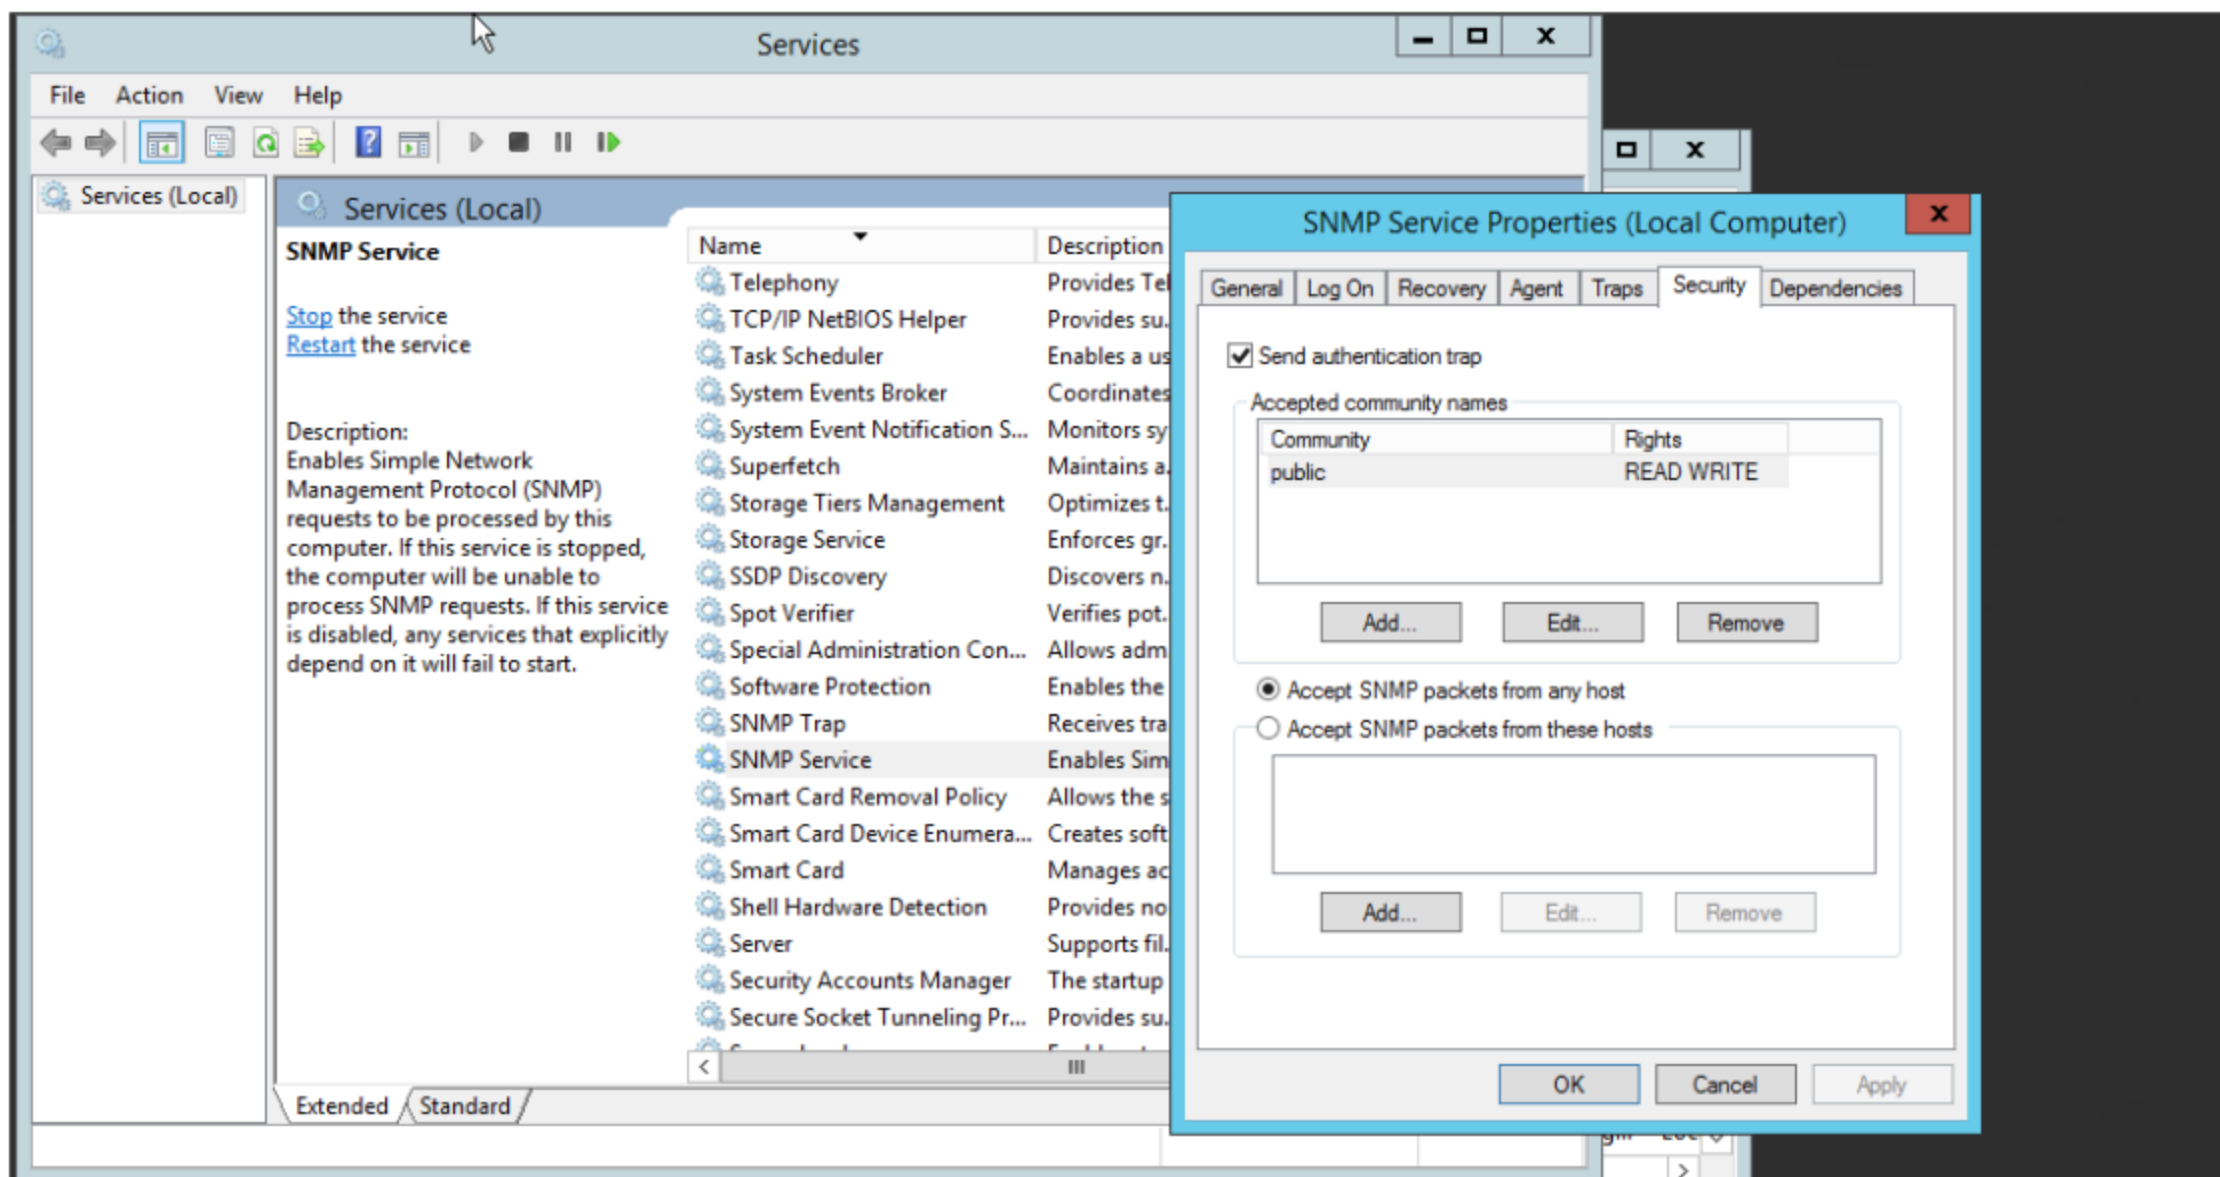 Services
File Action View Help
Services (Local)
Services (Local)
SNMP Service
Stop the service
Restart the service
Description:
Enables Simple Network
Management Protocol (SNMP)
requests to be processed by this
computer. If this service is stopped,
the computer will be unable to
process SNMP requests. If this service
is disabled, any services that explicitly
depend on it will fail to start.
Name Description
Telephony Provides Tel
TCP/IP NetBIOS Helper Provides su.
Task Scheduler Enables a us
System Events Broker Coordinates
System Event Notification S... Monitors sy
Superfetch Maintains a.
Storage Tiers Management Optimizes t.
Storage Service Enforces gr.
SSDP Discovery Discovers n.
Spot Verifier Verifies pot.
Special Administration Con... Allows adm
Software Protection Enables the
SNMP Trap Receives tra
SNMP Service Enables Sim
Smart Card Removal Policy Allows the s
Smart Card Device Enumera... Creates soft
Smart Card Manages ac
Shell Hardware Detection Provides no
Server Supports fil.
Security Accounts Manager The startup
Secure Socket Tunneling Pr... Provides su.
Extended Standard
SNMP Service Properties (Local Computer)
General Log On Recovery Agent Traps Security Dependencies
Send authentication trap
Accepted community names
Community Rights
public READ WRITE
Add... Edit... Remove
Accept SNMP packets from any host
Accept SNMP packets from these hosts
Add... Edit... Remove
OK Cancel Apply